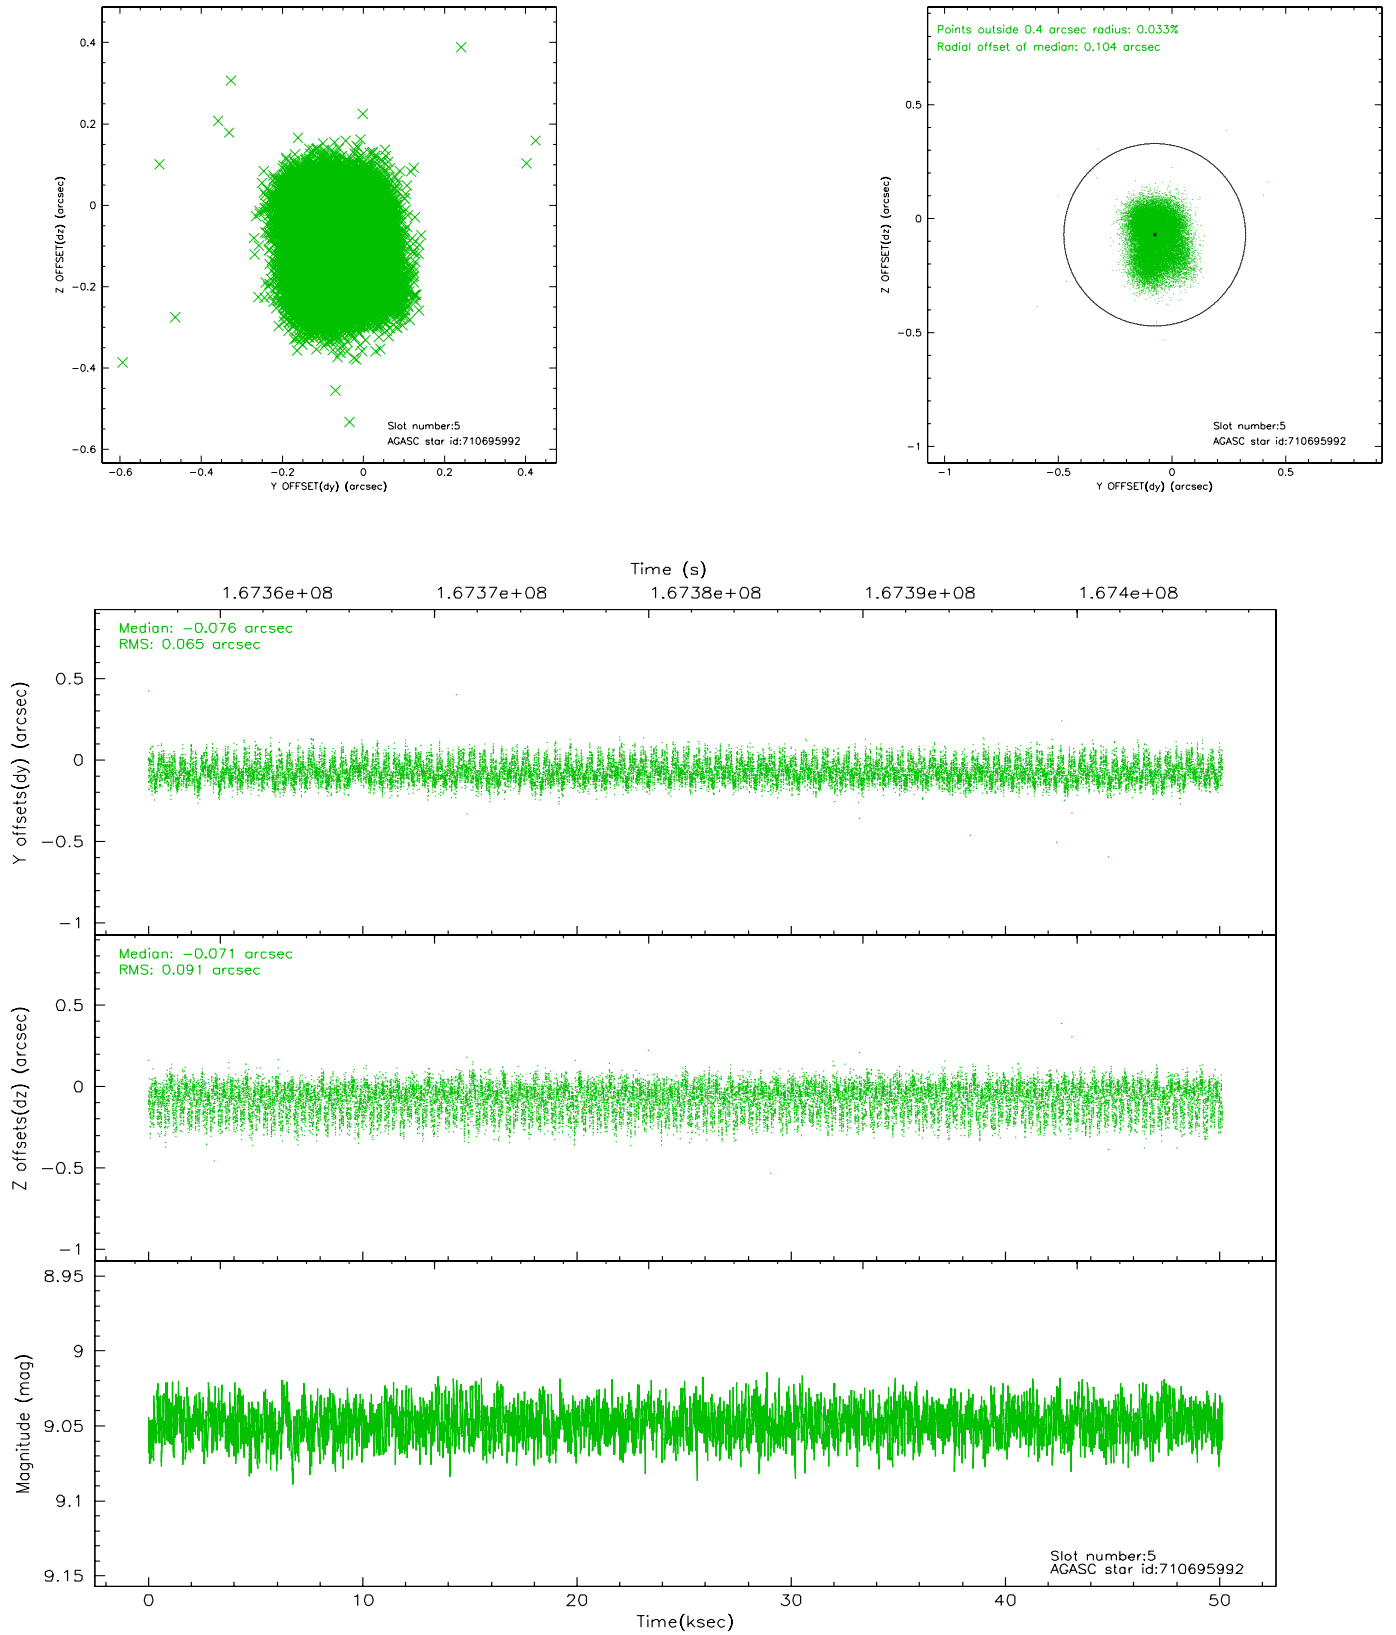 0.4
0.2
0
−0.2
−0.4
−0.6
Z OFFSET(dz) (arcsec)
−0.6 −0.4 −0.2 0 0.2 0.4
Y OFFSET(dy) (arcsec)
Slot number:5
AGASC star id:710695992
Points outside 0.4 arcsec radius: 0.033%
Radial offset of median: 0.104 arcsec
0.5
0
−0.5
−1
Z OFFSET(dz) (arcsec)
−1 −0.5 0 0.5
Y OFFSET(dy) (arcsec)
Slot number:5
AGASC star id:710695992
Time (s)
1.6736e+08 1.6737e+08 1.6738e+08 1.6739e+08 1.674e+08
Median: −0.076 arcsec
RMS: 0.065 arcsec
0.5
0
−0.5
−1
Y offsets(dy) (arcsec)
Median: −0.071 arcsec
RMS: 0.091 arcsec
0.5
0
−0.5
−1
Z offsets(dz) (arcsec)
8.95
9
9.05
9.1
9.15
Magnitude (mag)
Slot number:5
AGASC star id:710695992
0 10 20 30 40 50
Time(ksec)